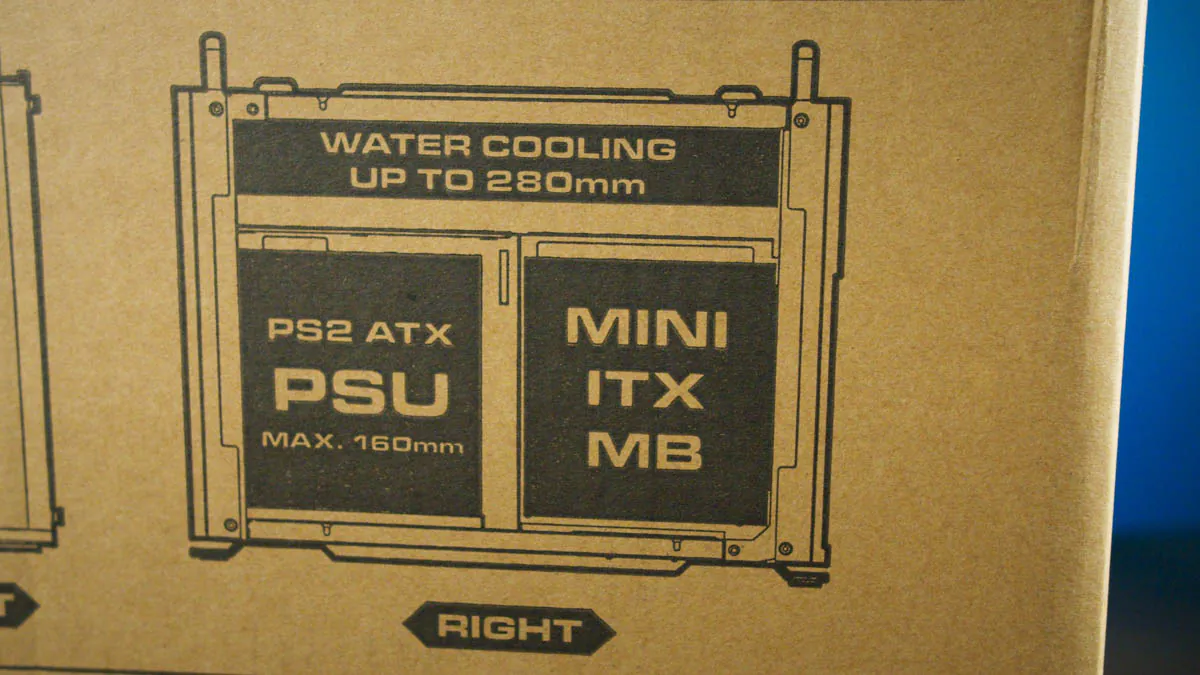 WATER COOLING
UP TO 280mm
PS2 ATX
PSU
MAX. 160mm
MINI
ITX
MB
T
RIGHT